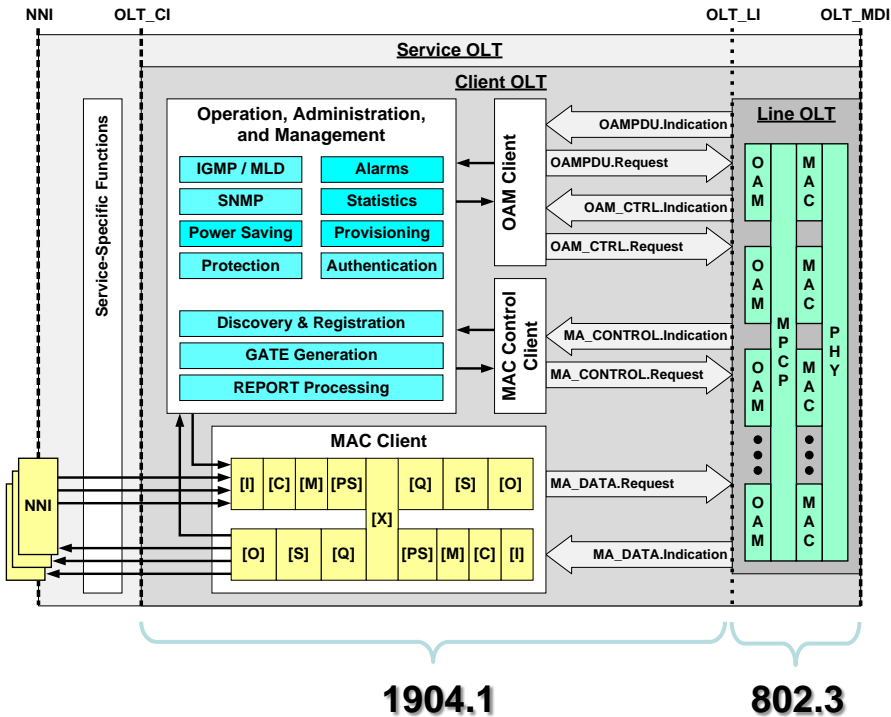 NNI
OLT_CI
OLT_LI
OLT_MDI
Service OLT
Client OLT
Service-Specific Functions
Operation, Administration,
and Management
IGMP / MLD
Alarms
SNMP
Statistics
Power Saving
Provisioning
Protection
Authentication
Discovery & Registration
GATE Generation
REPORT Processing
OAM Client
MAC Control
Client
OAMPDU.Indication
OAMPDU.Request
OAM_CTRL.Indication
OAM_CTRL.Request
MA_CONTROL.Indication
MA_CONTROL.Request
MA_DATA.Request
MA_DATA.Indication
Line OLT
OAM
OAM
OAM
OAM
MPCP
MAC
MAC
MAC
MAC
PHY
MAC Client
[I] [C] [M] [PS] [Q] [S] [O]
[X]
[O] [S] [Q] [PS] [M] [C] [I]
NNI
1904.1
802.3